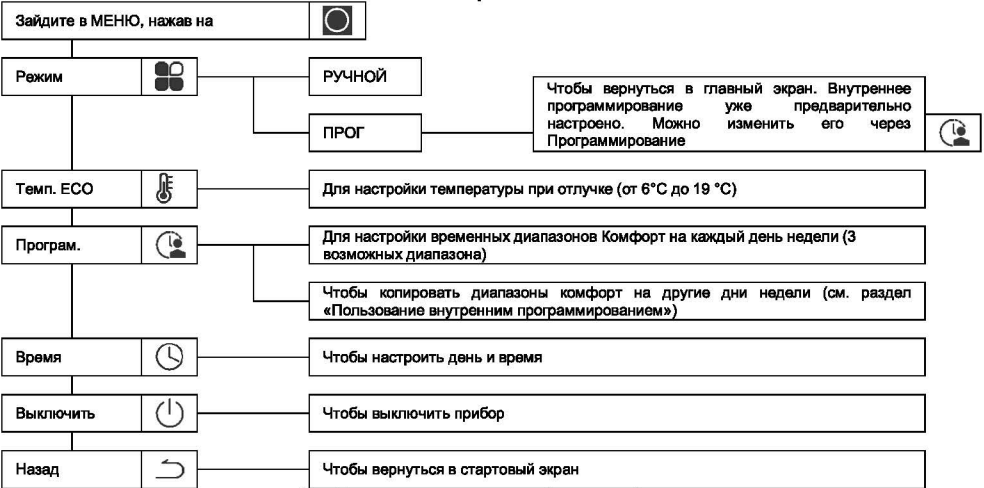 Зайдите в МЕНЮ, нажав на
Режим
РУЧНОЙ
ПРОГ
Чтобы вернуться в главный экран. Внутреннее
программирование уже предварительно
настроено. Можно изменить его через
Программирование
Темп. ECO
Для настройки температуры при отлучке (от 6°C до 19 °C)
Програм.
Для настройки временных диапазонов Комфорт на каждый день недели (3
возможных диапазона)
Чтобы копировать диапазоны комфорт на другие дни недели (см. раздел
«Пользование внутренним программированием»)
Время
Чтобы настроить день и время
Выключить
Чтобы выключить прибор
Назад
Чтобы вернуться в стартовый экран